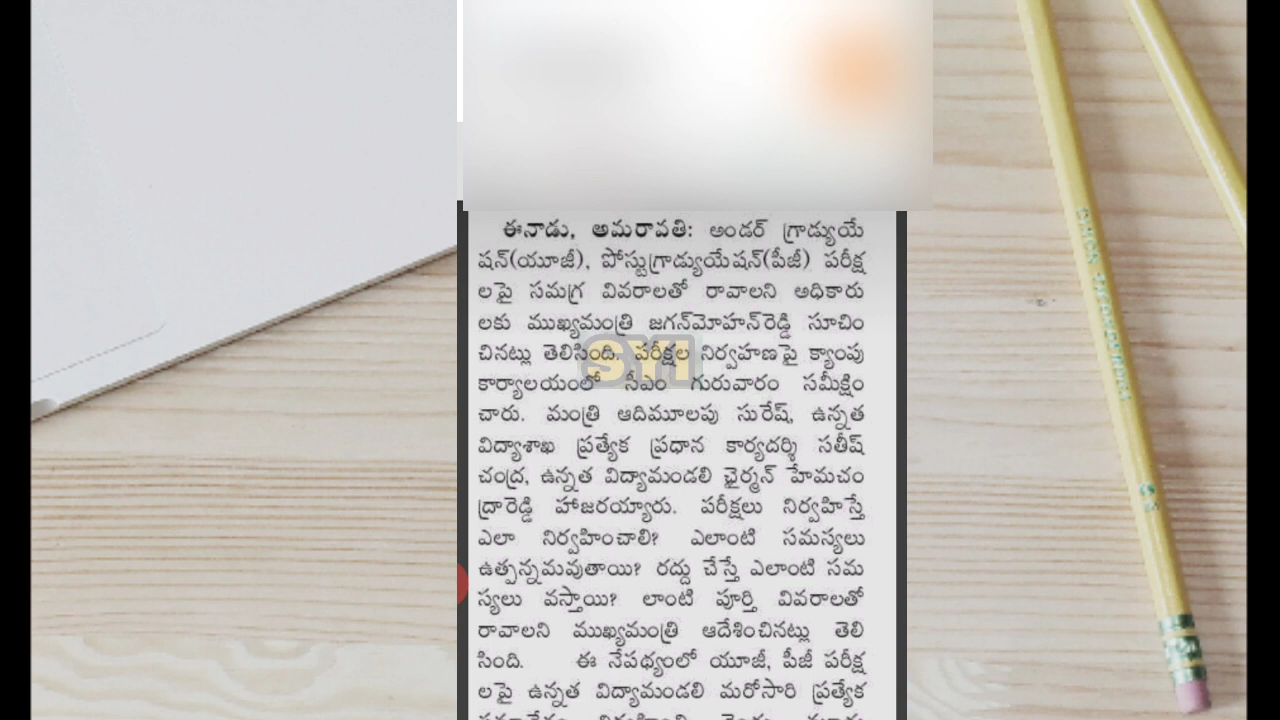 ఈనాడు, అమరావతి: అండర్ గ్రాడ్యుయే
షన్(యూజీ), పోస్టుగ్రాడ్యుయేషన్(పీజీ) పరీక్ష
లపై సమగ్ర వివరాలతో రావాలని అధికారు
లకు ముఖ్యమంత్రి జగన్‌మోహన్‌రెడ్డి సూచిం
చినట్లు తెలిసింది. పరీక్షల నిర్వహణపై క్యాంపు
కార్యాలయంలో సీఎం గురువారం సమీక్షిం
చారు. మంత్రి ఆదిమూలపు సురేష్, ఉన్నత
విద్యాశాఖ ప్రత్యేక ప్రధాన కార్యదర్శి సతీష్
చంద్ర, ఉన్నత విద్యామండలి ఛైర్మన్ హేమచం
ద్రారెడ్డి హాజరయ్యారు. పరీక్షలు నిర్వహిస్తే
ఎలా నిర్వహించాలి? ఎలాంటి సమస్యలు
ఉత్పన్నమవుతాయి? రద్దు చేస్తే ఎలాంటి సమ
స్యలు వస్తాయి? లాంటి పూర్తి వివరాలతో
రావాలని ముఖ్యమంత్రి ఆదేశించినట్లు తెలి
సింది. ఈ నేపథ్యంలో యూజీ, పీజీ పరీక్ష
లపై ఉన్నత విద్యామండలి మరోసారి ప్రత్యేక
SYI